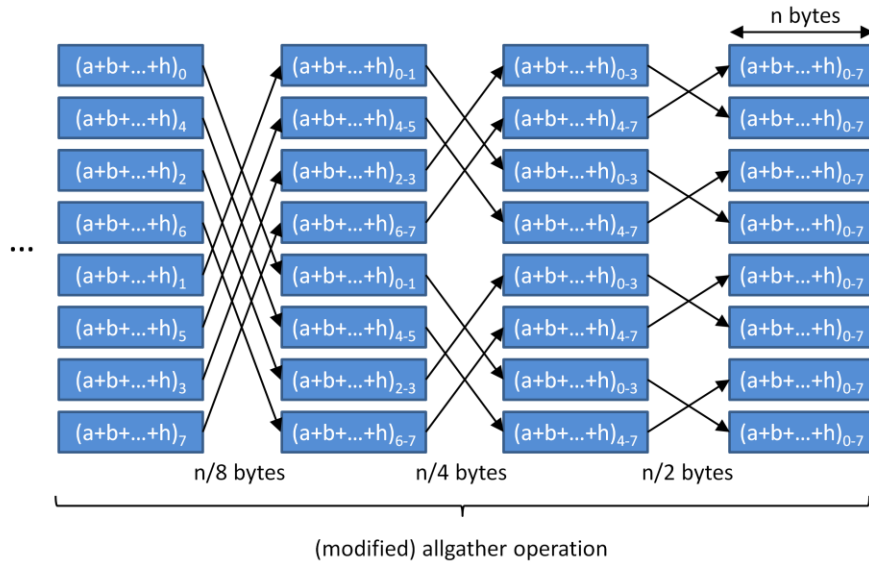 n bytes
(a+b+...+h)0 (a+b+...+h)0-1 (a+b+...+h)0-3 (a+b+...+h)0-7
(a+b+...+h)4 (a+b+...+h)4-5 (a+b+...+h)4-7 (a+b+...+h)0-7
(a+b+...+h)2 (a+b+...+h)2-3 (a+b+...+h)0-3 (a+b+...+h)0-7
(a+b+...+h)6 (a+b+...+h)6-7 (a+b+...+h)4-7 (a+b+...+h)0-7
...
(a+b+...+h)1 (a+b+...+h)0-1 (a+b+...+h)0-3 (a+b+...+h)0-7
(a+b+...+h)5 (a+b+...+h)4-5 (a+b+...+h)4-7 (a+b+...+h)0-7
(a+b+...+h)3 (a+b+...+h)2-3 (a+b+...+h)0-3 (a+b+...+h)0-7
(a+b+...+h)7 (a+b+...+h)6-7 (a+b+...+h)4-7 (a+b+...+h)0-7
n/8 bytes n/4 bytes n/2 bytes
(modified) allgather operation